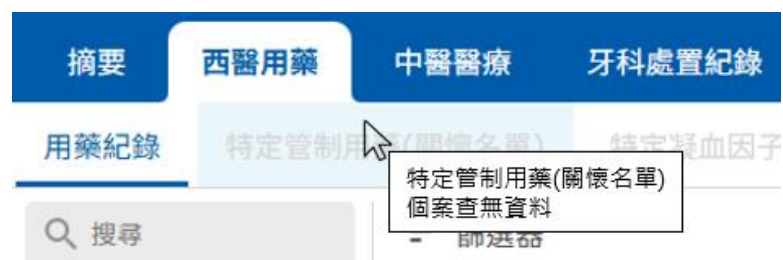 摘要 西醫用藥 中醫醫療 牙科處置紀錄
用藥紀錄 特定管制用藥(關懷名單) 特定凝血因子
特定管制用藥(關懷名單)
個案查無資料
搜尋 - 篩選器